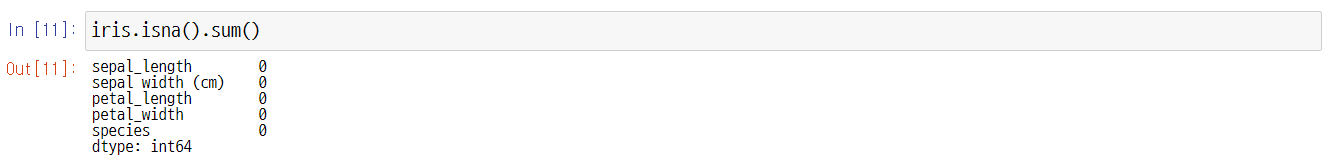 In [11]: iris.isna().sum()
Out[11]: sepal_length 0
sepal width (cm) 0
petal_length 0
petal_width 0
species 0
dtype: int64